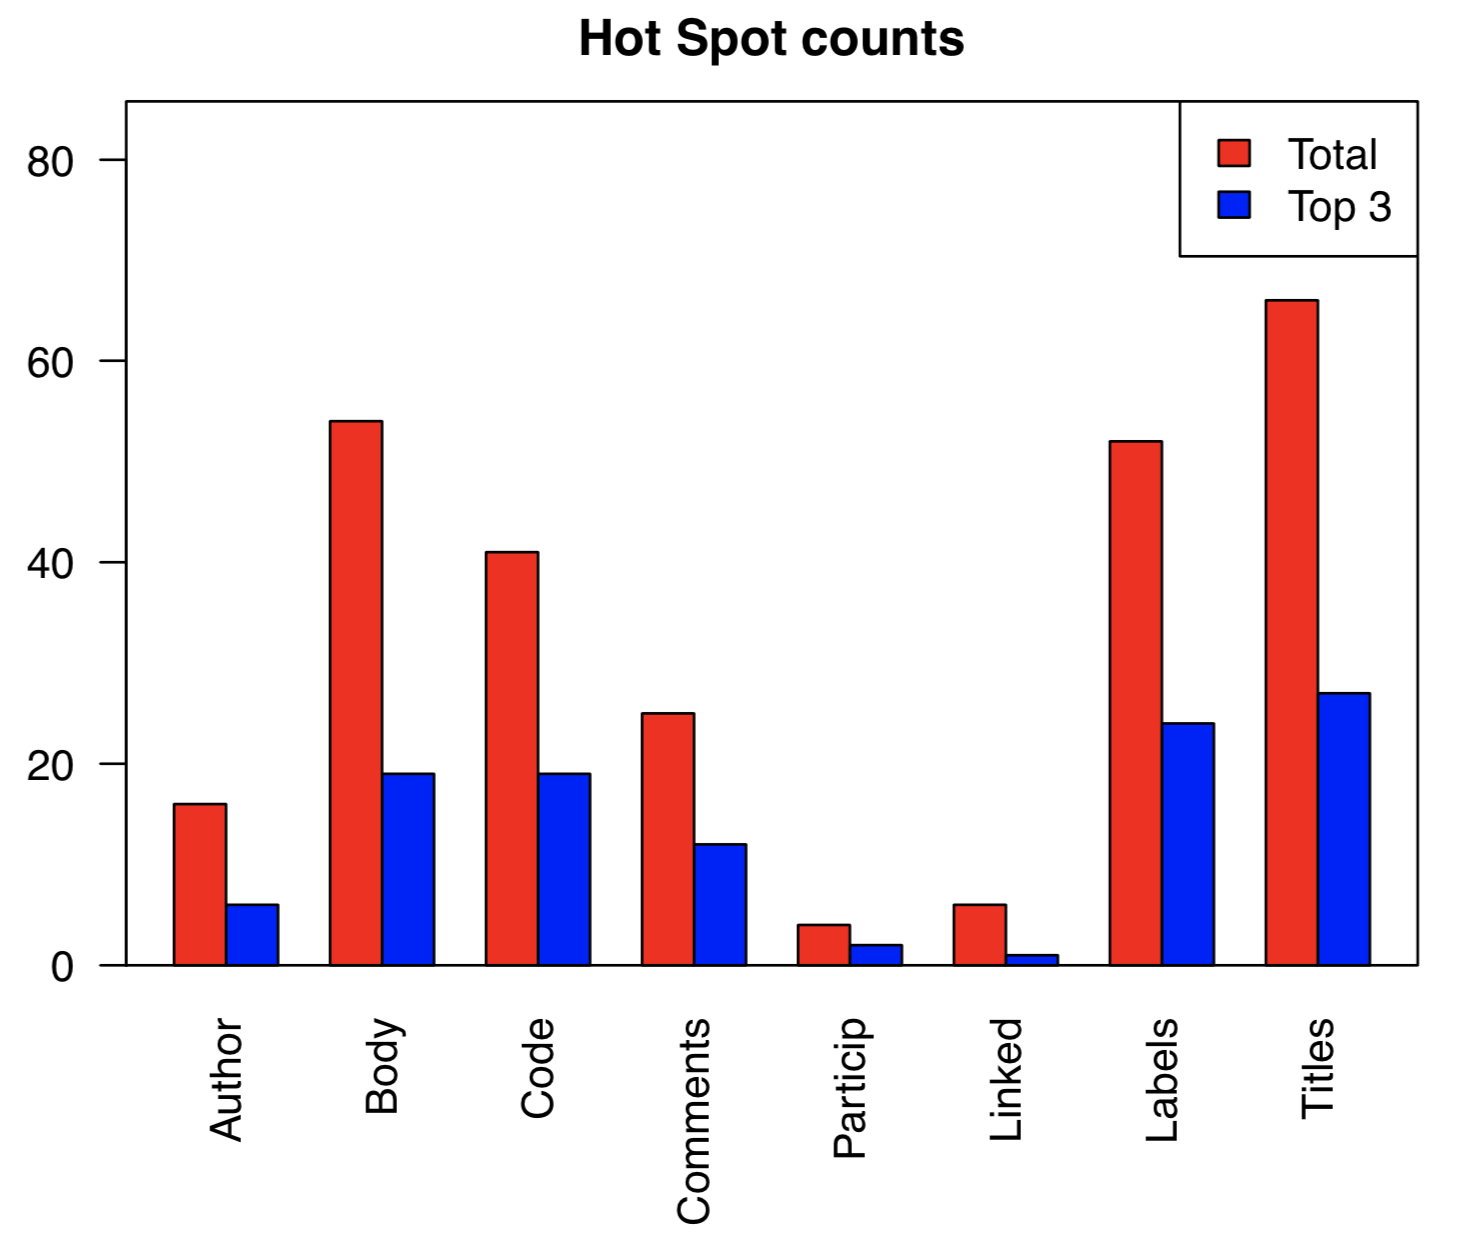 Hot Spot counts
80
60
40
20
0
Total
Top 3
Author
Body
Code
Comments
Particip
Linked
Labels
Titles